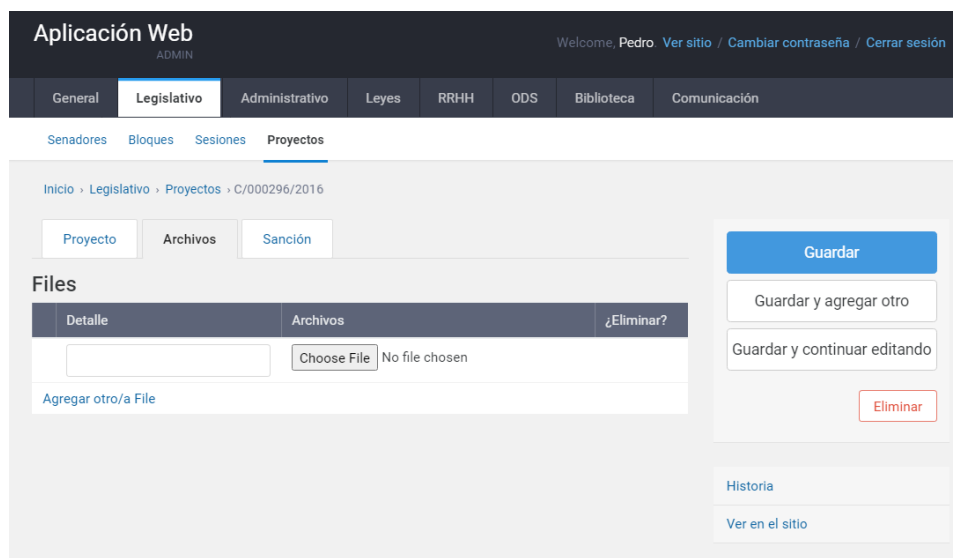 Aplicación Web
ADMIN
Welcome, Pedro. Ver sitio / Cambiar contraseña / Cerrar sesión
General Legislativo Administrativo Leyes RRHH ODS Biblioteca Comunicación
Senadores Bloques Sesiones Proyectos
Inicio › Legislativo › Proyectos › C/000296/2016
Proyecto Archivos Sanción
Files
Detalle Archivos ¿Eliminar?
Choose File No file chosen
Agregar otro/a File
Guardar
Guardar y agregar otro
Guardar y continuar editando
Eliminar
Historia
Ver en el sitio